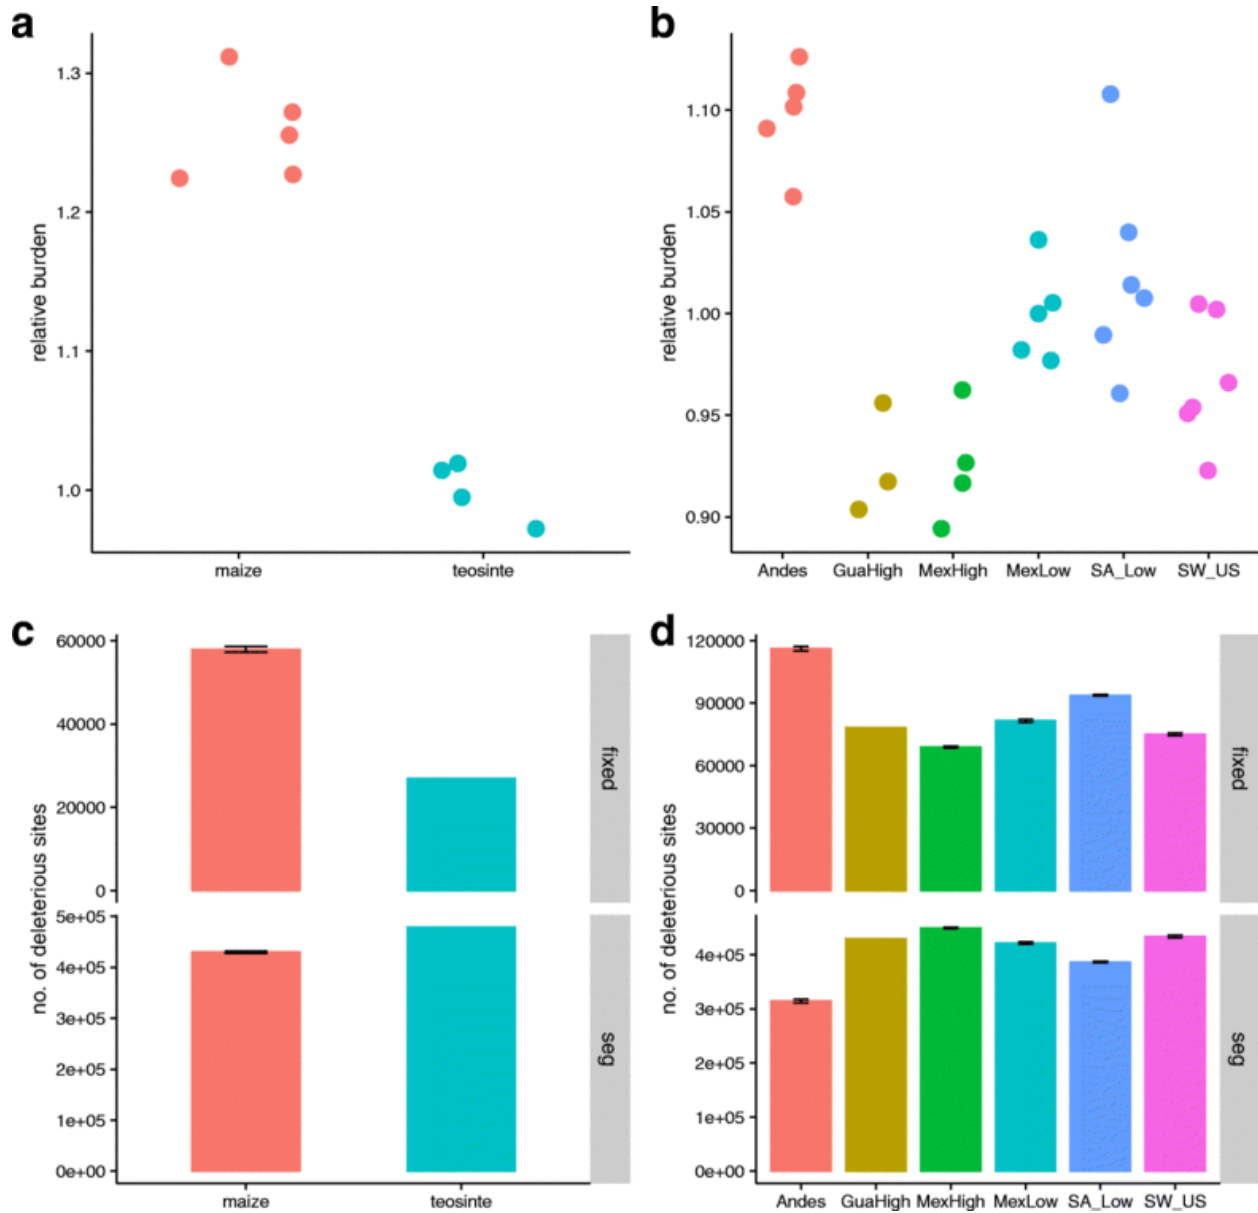 a
1.3
1.2
1.1
1.0
relative burden
maize
teosinte
b
1.10
1.05
1.00
0.95
0.90
relative burden
Andes
GuaHigh
MexHigh
MexLow
SA_Low
SW_US
c
60000
40000
20000
0
5e+05
4e+05
3e+05
2e+05
1e+05
0e+00
no. of deleterious sites
fixed
seg
maize
teosinte
d
120000
90000
60000
30000
0
4e+05
3e+05
2e+05
1e+05
0e+00
no. of deleterious sites
fixed
seg
Andes
GuaHigh
MexHigh
MexLow
SA_Low
SW_US